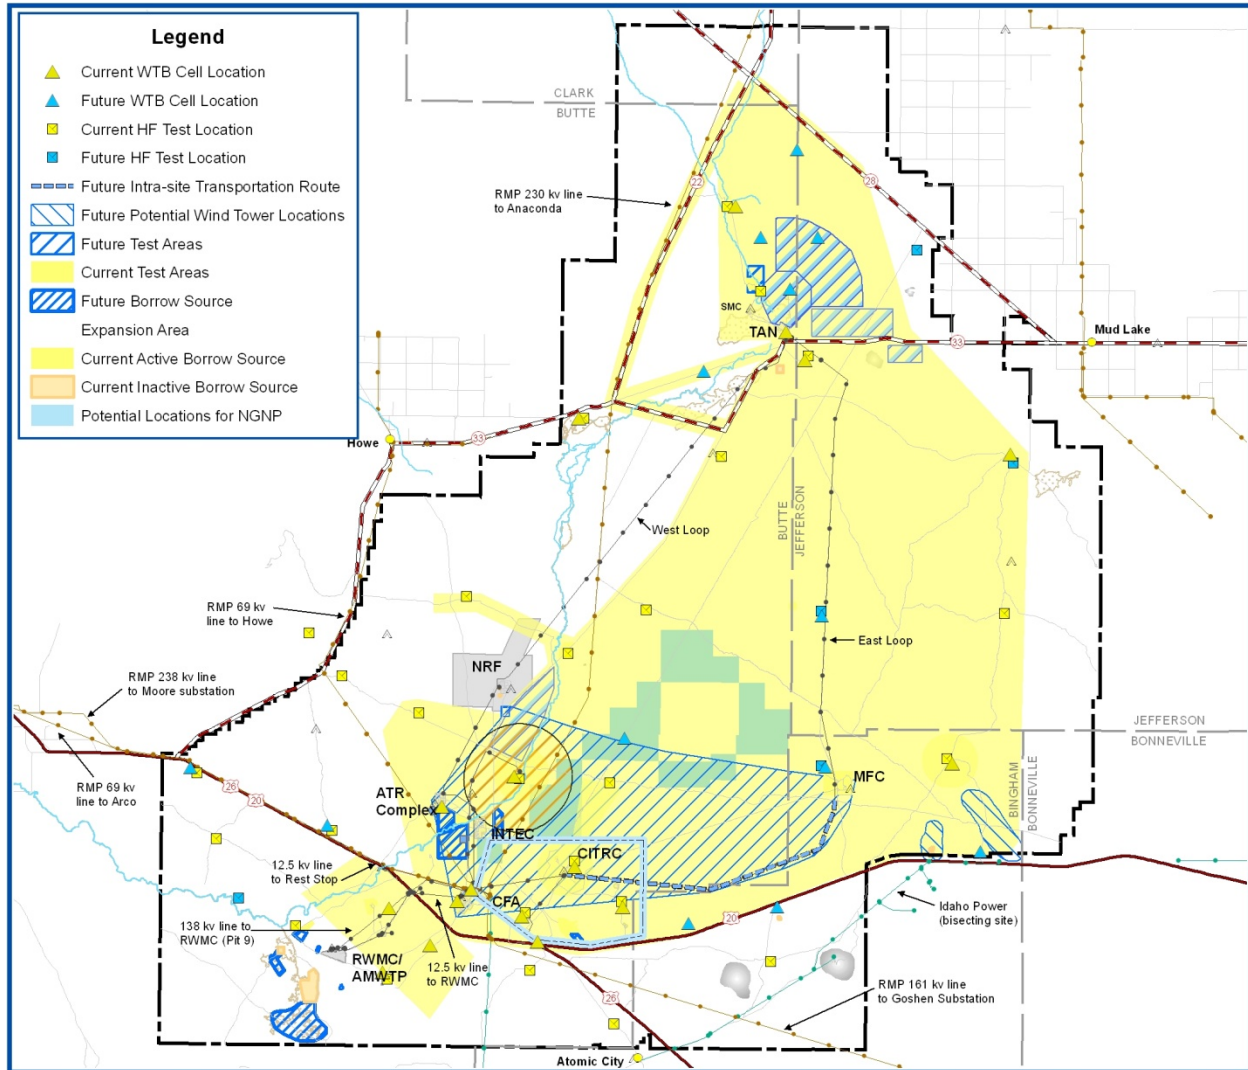 Legend
Current WTB Cell Location
Future WTB Cell Location
Current HF Test Location
Future HF Test Location
Future Intra-site Transportation Route
Future Potential Wind Tower Locations
Future Test Areas
Current Test Areas
Future Borrow Source
Expansion Area
Current Active Borrow Source
Current Inactive Borrow Source
Potential Locations for NGNP
CLARK
BUTTE
22
28
RMP 230 kv line
to Anaconda
SMC
TAN
33
Mud Lake
Howe
33
West Loop
BUTTE
JEFFERSON
RMP 69 kv
line to Howe
East Loop
NRF
RMP 238 kv line
to Moore substation
JEFFERSON
BONNEVILLE
RMP 69 kv
line to Arco
26
20
ATR
Complex
MFC
BINGHAM
BONNEVILLE
INTEC
CITRC
12.5 kv line
to Rest Stop
CFA
20
Idaho Power
(bisecting site)
138 kv line to
RWMC (Pit 9)
RWMC/
AMWTP
12.5 kv line
to RWMC
26
RMP 161 kv line
to Goshen Substation
Atomic City